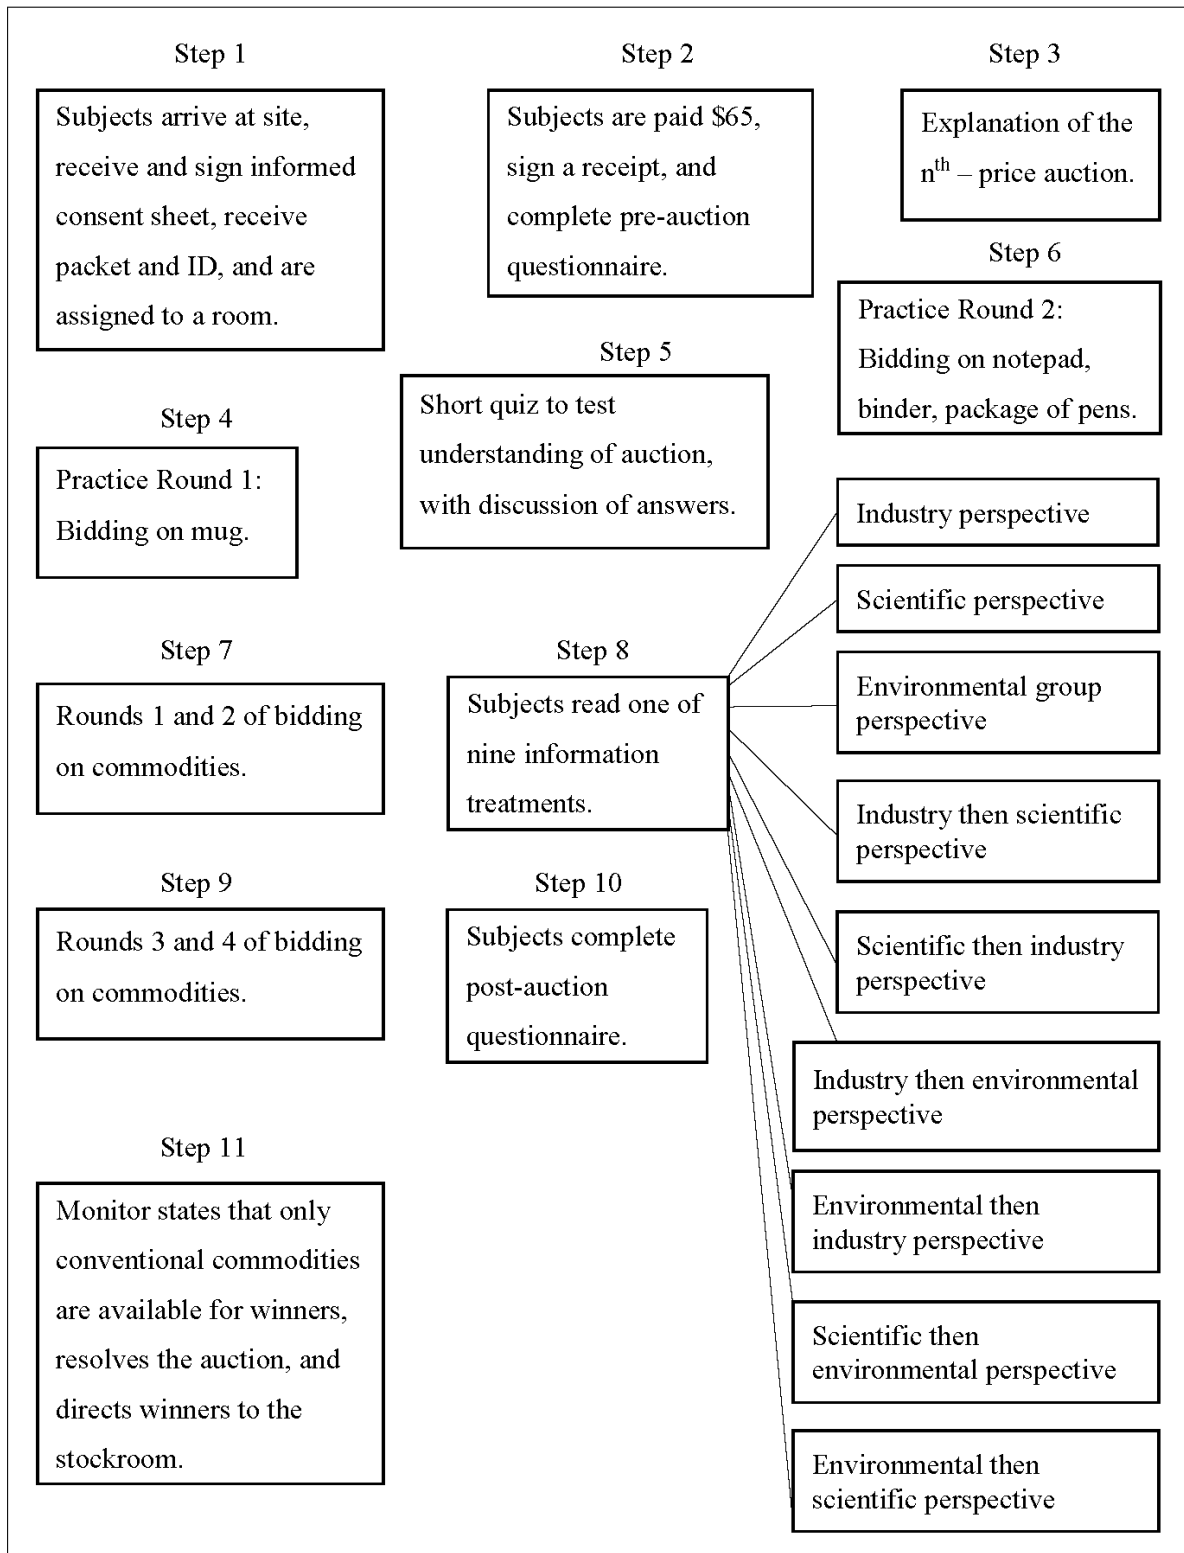 Step 1
Subjects arrive at site,
receive and sign informed
consent sheet, receive
packet and ID, and are
assigned to a room.
Step 2
Subjects are paid $65,
sign a receipt, and
complete pre-auction
questionnaire.
Step 3
Explanation of the
nth – price auction.
Step 4
Practice Round 1:
Bidding on mug.
Step 5
Short quiz to test
understanding of auction,
with discussion of answers.
Step 6
Practice Round 2:
Bidding on notepad,
binder, package of pens.
Step 7
Rounds 1 and 2 of bidding
on commodities.
Step 8
Subjects read one of
nine information
treatments.
Industry perspective
Scientific perspective
Environmental group
perspective
Industry then scientific
perspective
Scientific then industry
perspective
Industry then environmental
perspective
Environmental then
industry perspective
Scientific then
environmental perspective
Environmental then
scientific perspective
Step 9
Rounds 3 and 4 of bidding
on commodities.
Step 10
Subjects complete
post-auction
questionnaire.
Step 11
Monitor states that only
conventional commodities
are available for winners,
resolves the auction, and
directs winners to the
stockroom.